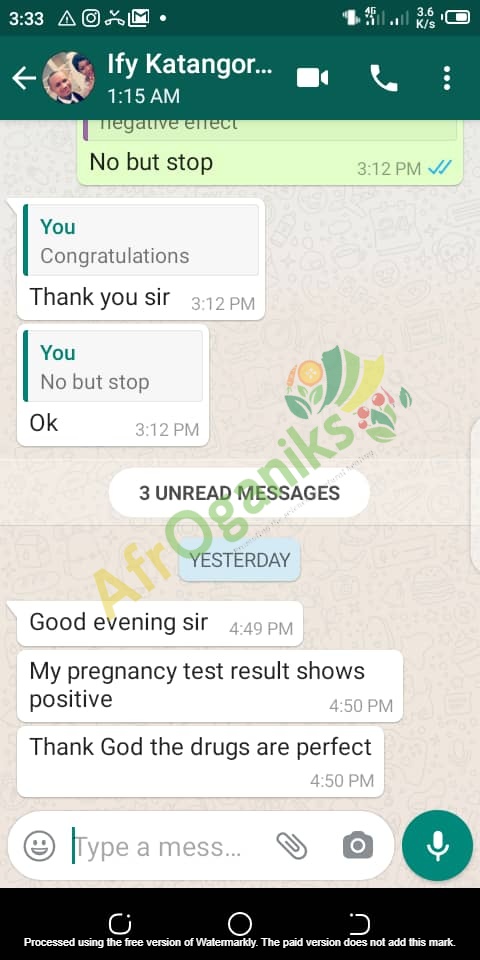 3:33
4G
3.6
K/s
Ify Katangor...
1:15 AM
negative effect
No but stop
3:12 PM
You
Congratulations
Thank you sir
3:12 PM
You
No but stop
Ok
3:12 PM
3 UNREAD MESSAGES
AfrOganiks
YESTERDAY
Good evening sir
4:49 PM
My pregnancy test result shows
positive
4:50 PM
Thank God the drugs are perfect
4:50 PM
Type a mess...
Processed using the free version of Watermarkly. The paid version does not add this mark.